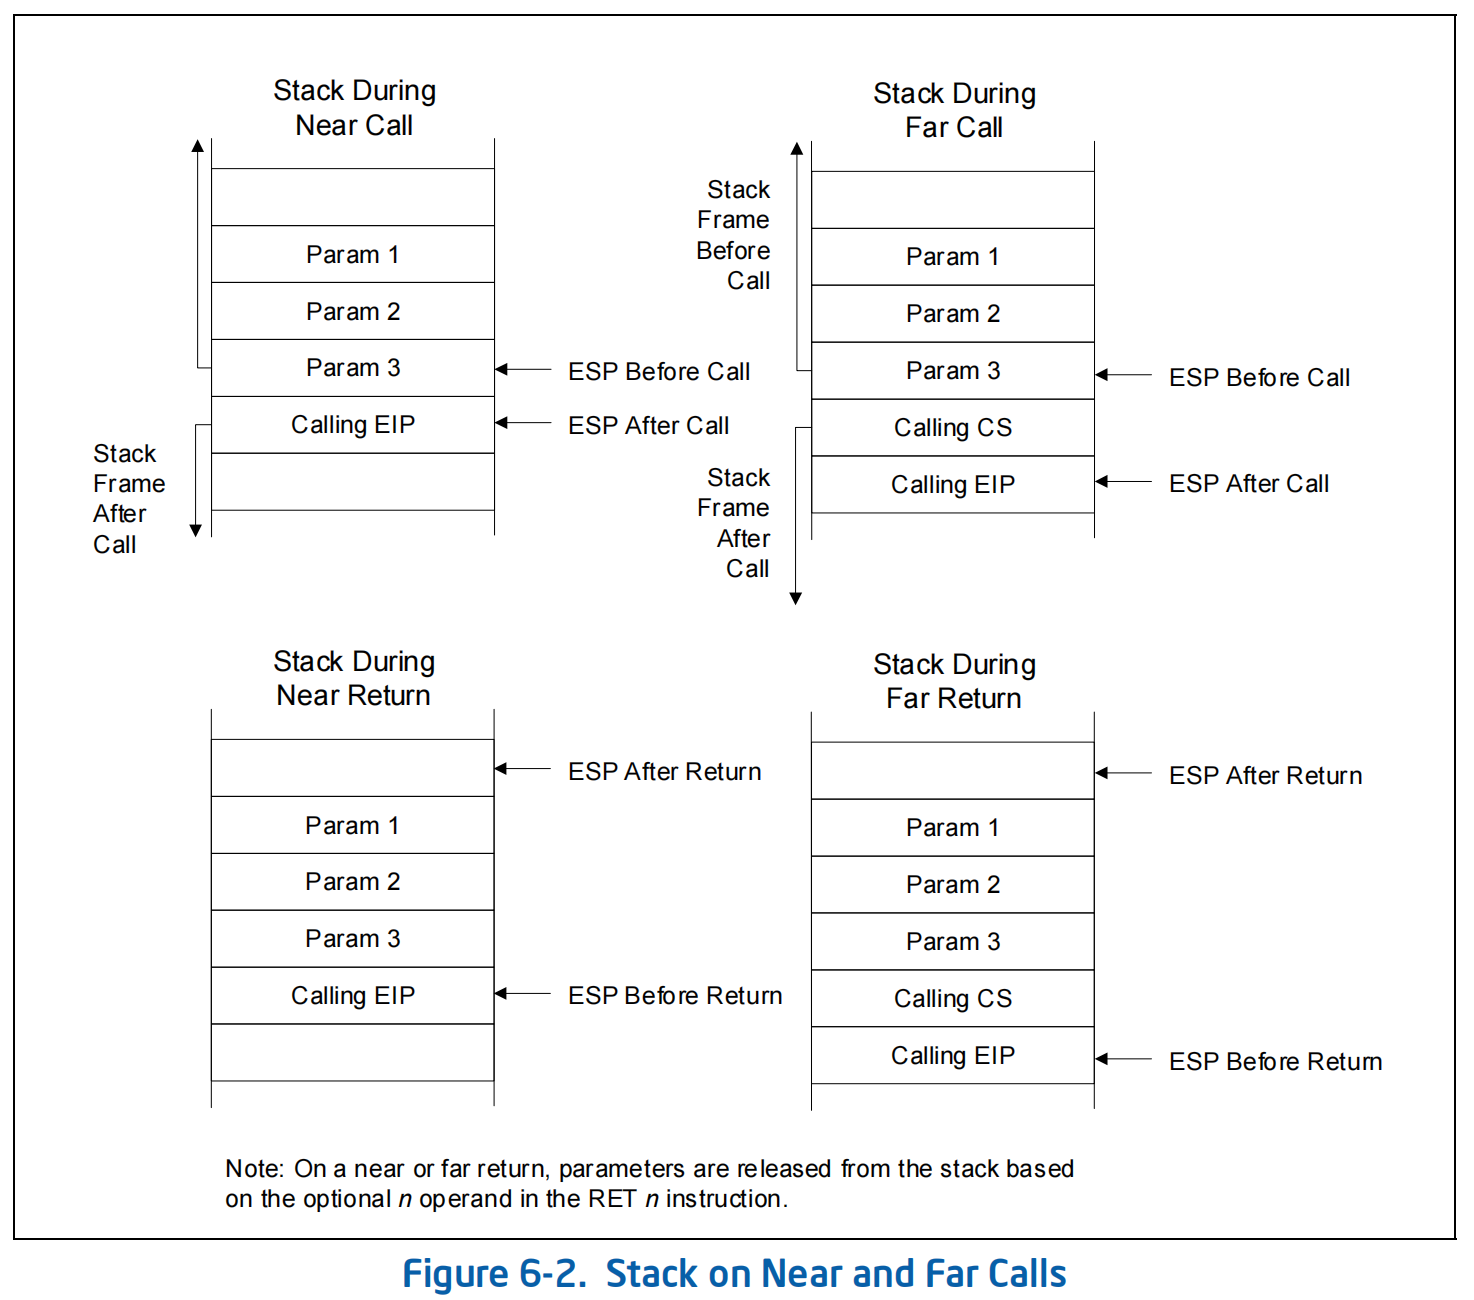 Stack During
Near Call
Param 1
Param 2
Param 3
Calling EIP
ESP Before Call
ESP After Call
Stack
Frame
After
Call
Stack During
Far Call
Stack
Frame
Before
Call
Param 1
Param 2
Param 3
Calling CS
Calling EIP
ESP Before Call
ESP After Call
Stack
Frame
After
Call
Stack During
Near Return
ESP After Return
Param 1
Param 2
Param 3
Calling EIP
ESP Before Return
Stack During
Far Return
ESP After Return
Param 1
Param 2
Param 3
Calling CS
Calling EIP
ESP Before Return
Note: On a near or far return, parameters are released from the stack based
on the optional n operand in the RET n instruction.
Figure 6-2. Stack on Near and Far Calls